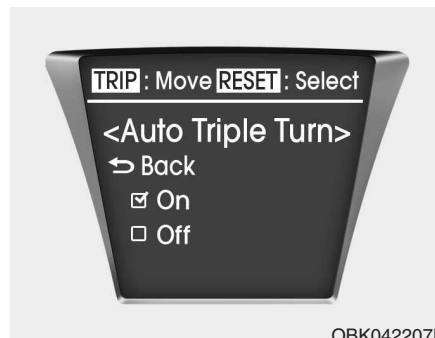 TRIP : Move RESET : Select
<Auto Triple Turn>
Back
On
Off